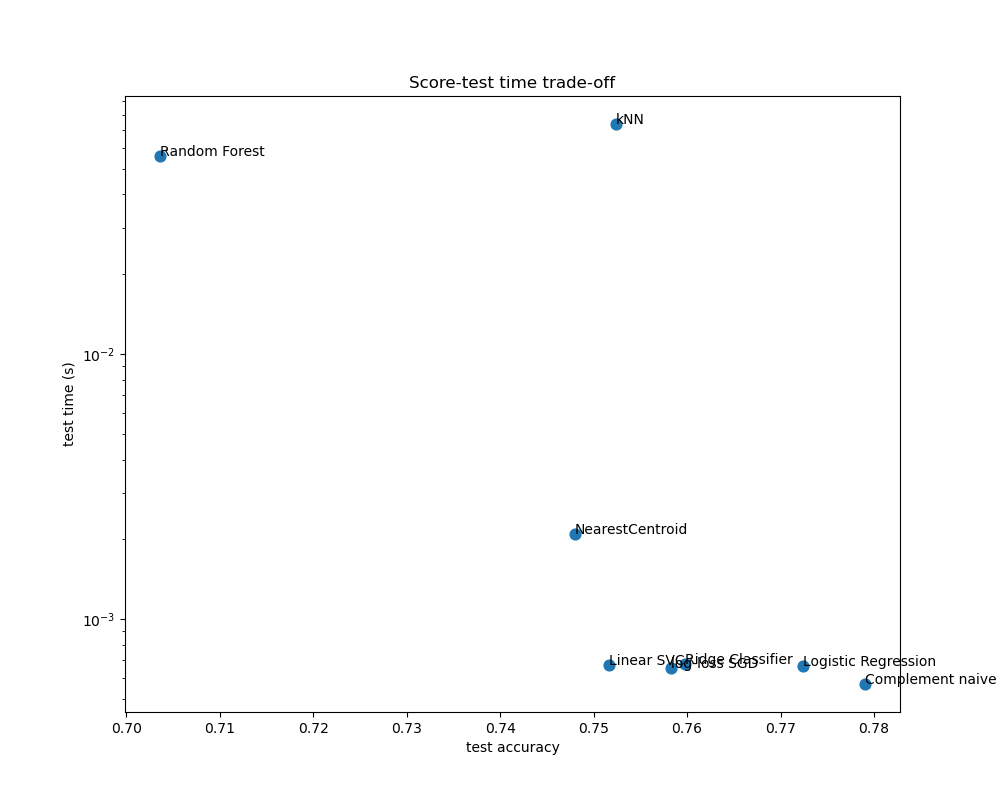 Score-test time trade-off
kNN
Random Forest
10⁻²
test time (s)
NearestCentroid
10⁻³
Linear SVC
log-loss SGD
Ridge Classifier
Logistic Regression
Complement naive
0.70 0.71 0.72 0.73 0.74 0.75 0.76 0.77 0.78
test accuracy